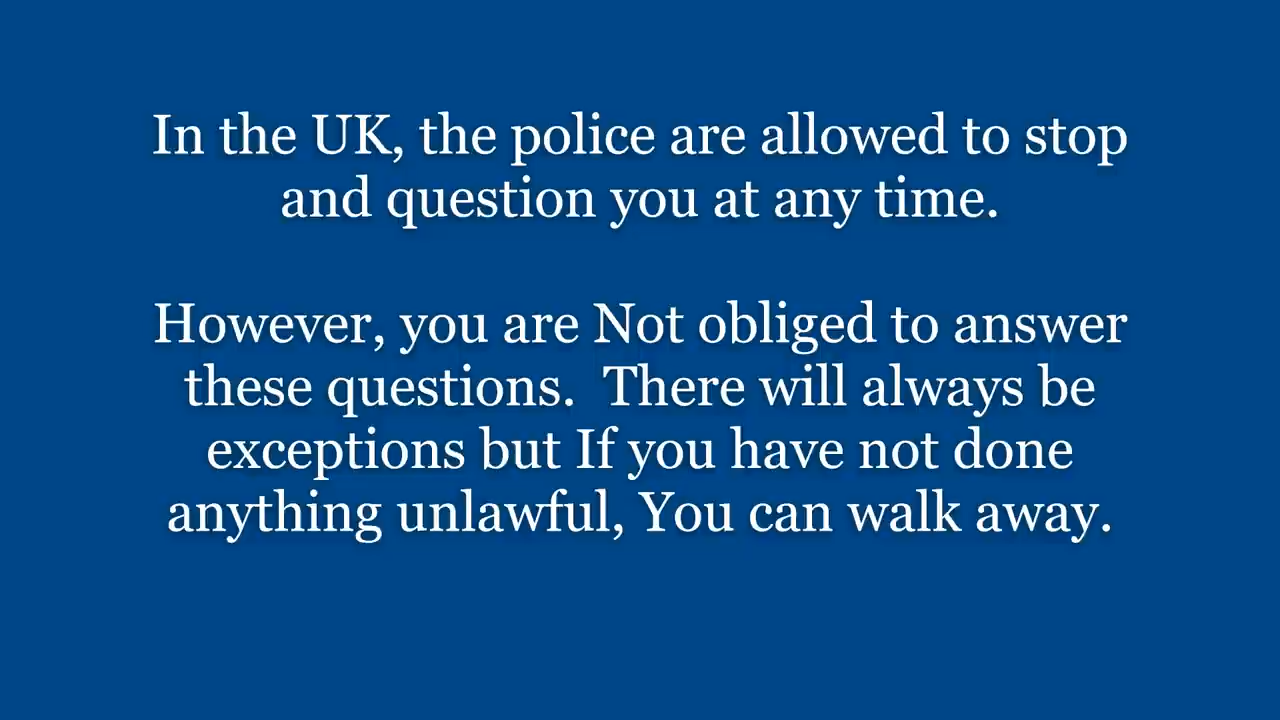 In the UK, the police are allowed to stop
and question you at any time.
However, you are Not obliged to answer
these questions.  There will always be
exceptions but If you have not done
anything unlawful, You can walk away.